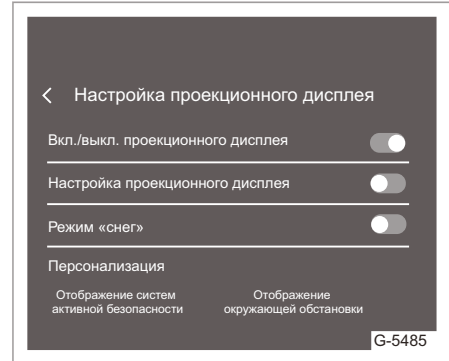 Настройка проекционного дисплея
Вкл./выкл. проекционного дисплея
Настройка проекционного дисплея
Режим «снег»
Персонализация
Отображение систем
активной безопасности
Отображение
окружающей обстановки
G-5485